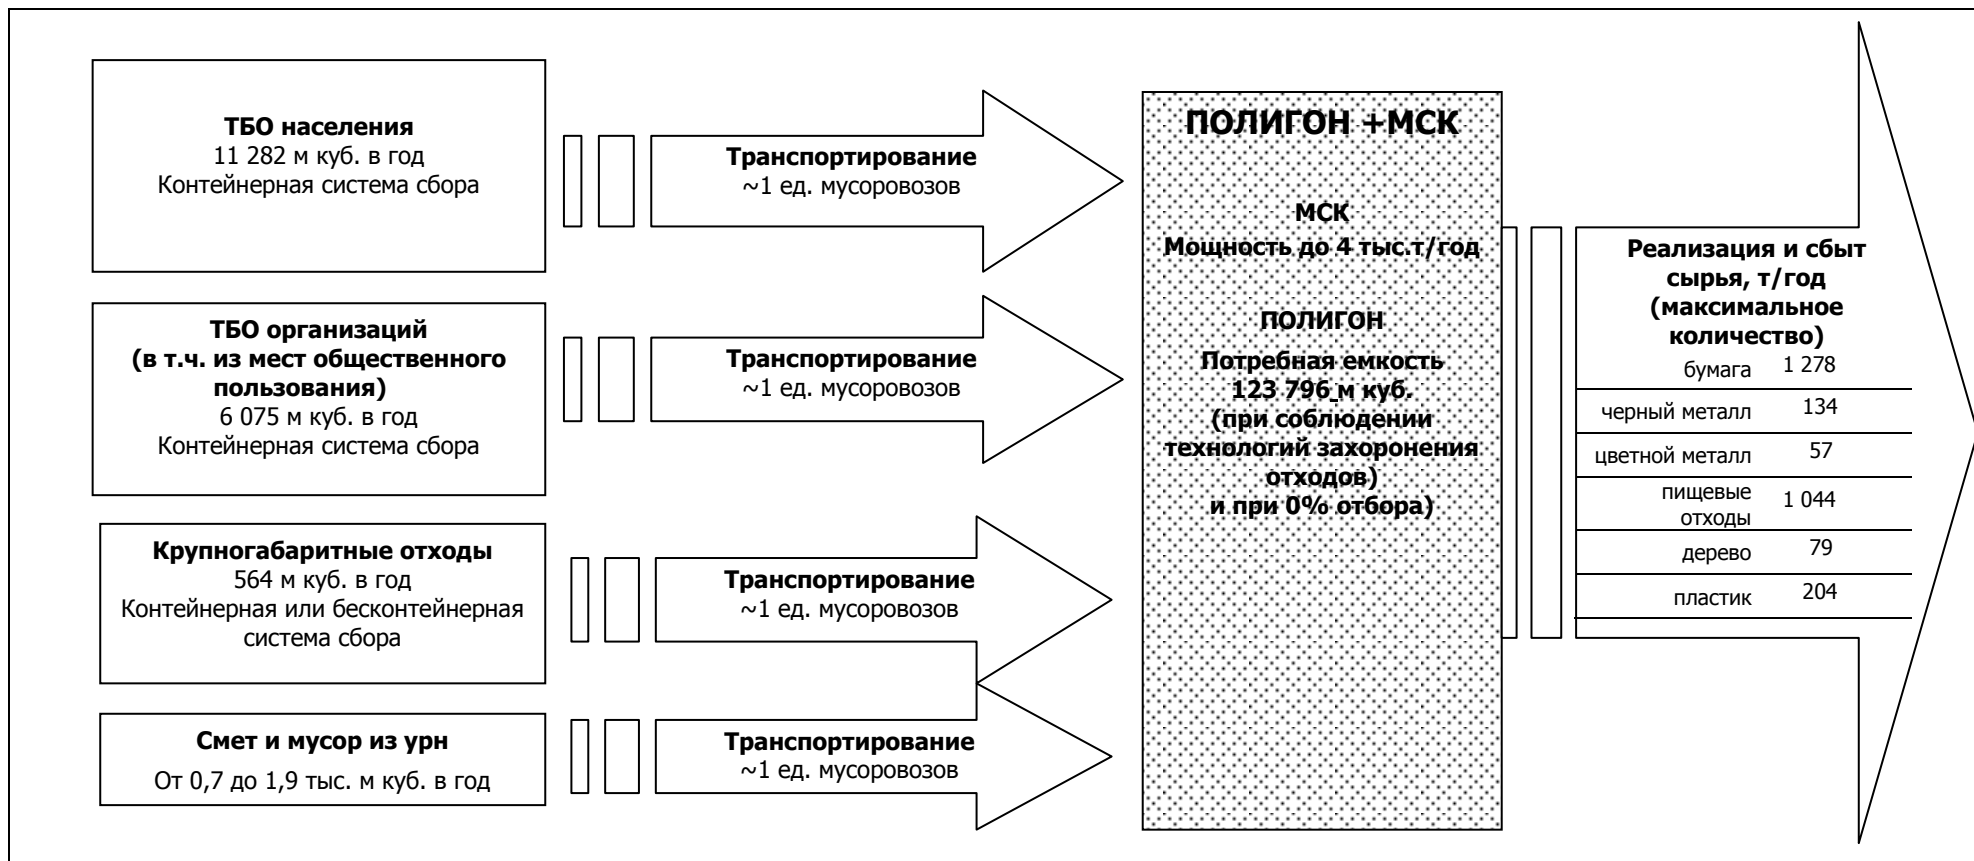 ТБО населения
11 282 м куб. в год
Контейнерная система сбора
Транспортирование
~1 ед. мусоровозов
ТБО организаций
(в т.ч. из мест общественного
пользования)
6 075 м куб. в год
Контейнерная система сбора
Транспортирование
~1 ед. мусоровозов
Крупногабаритные отходы
564 м куб. в год
Контейнерная или бесконтейнерная
система сбора
Транспортирование
~1 ед. мусоровозов
Смет и мусор из урн
От 0,7 до 1,9 тыс. м куб. в год
Транспортирование
~1 ед. мусоровозов
ПОЛИГОН +МСК
МСК
Мощность до 4 тыс.т/год
ПОЛИГОН
Потребная емкость
123 796 м куб.
(при соблюдении
технологий захоронения
отходов)
и при 0% отбора)
Реализация и сбыт
сырья, т/год
(максимальное
количество)
бумага 1 278
черный металл 134
цветной металл 57
пищевые
отходы 1 044
дерево 79
пластик 204